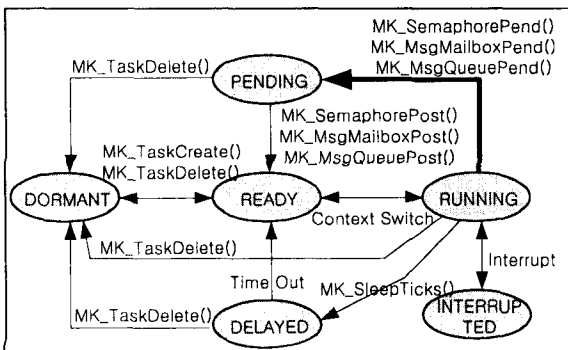 MK_SemaphorePend()
MK_MsgMailboxPend()
MK_MsgQueuePend()
MK_TaskDelete()
PENDING
MK_SemaphorePost()
MK_MsgMailboxPost()
MK_MsgQueuePost()
MK_TaskCreate()
MK_TaskDelete()
DORMANT
READY
RUNNING
Context Switch
MK_TaskDelete()
Time Out
MK_SleepTicks()
Interrupt
MK_TaskDelete()
DELAYED
INTERRUP
TED